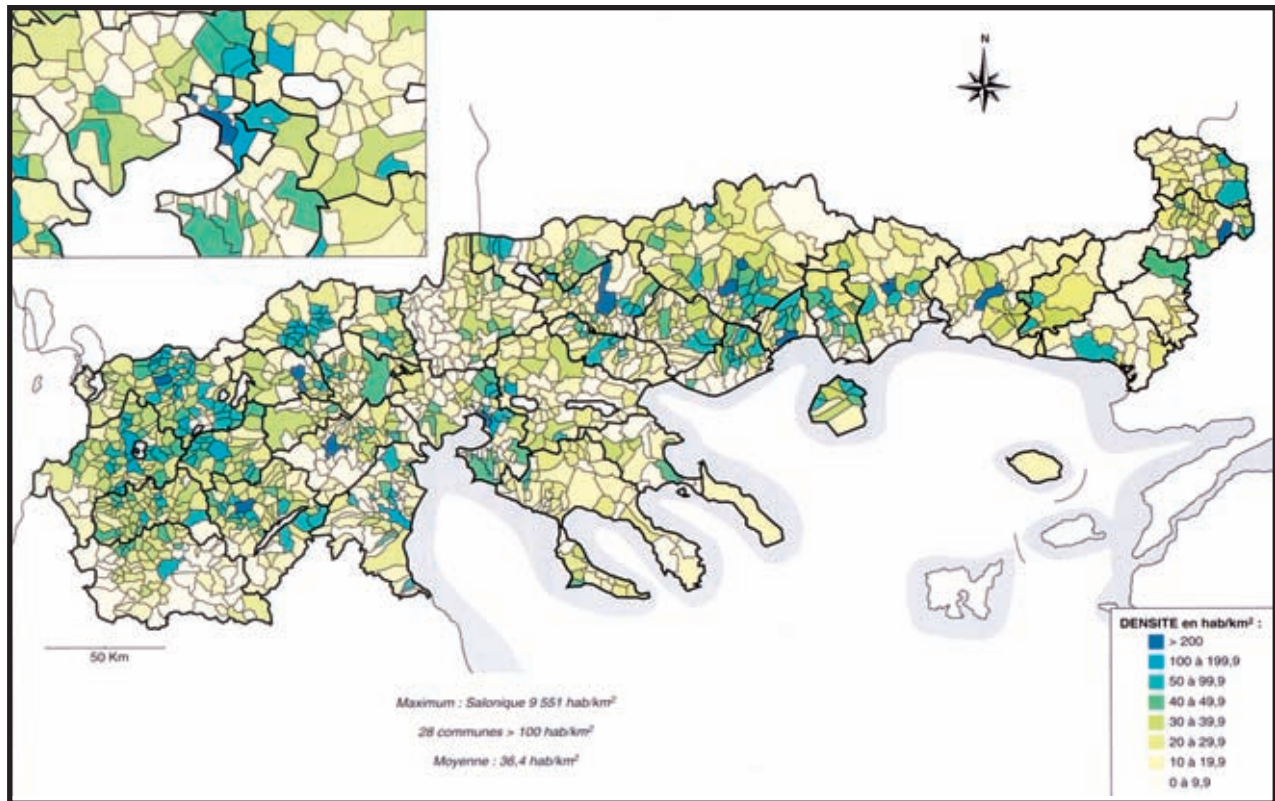 N
50 Km
Maximum : Salonique 9 551 hab/km²
28 communes > 100 hab/km²
Moyenne : 36,4 hab/km²
DENSITE en hab/km² :
> 200
100 à 199,9
50 à 99,9
40 à 49,9
30 à 39,9
20 à 29,9
10 à 19,9
0 à 9,9